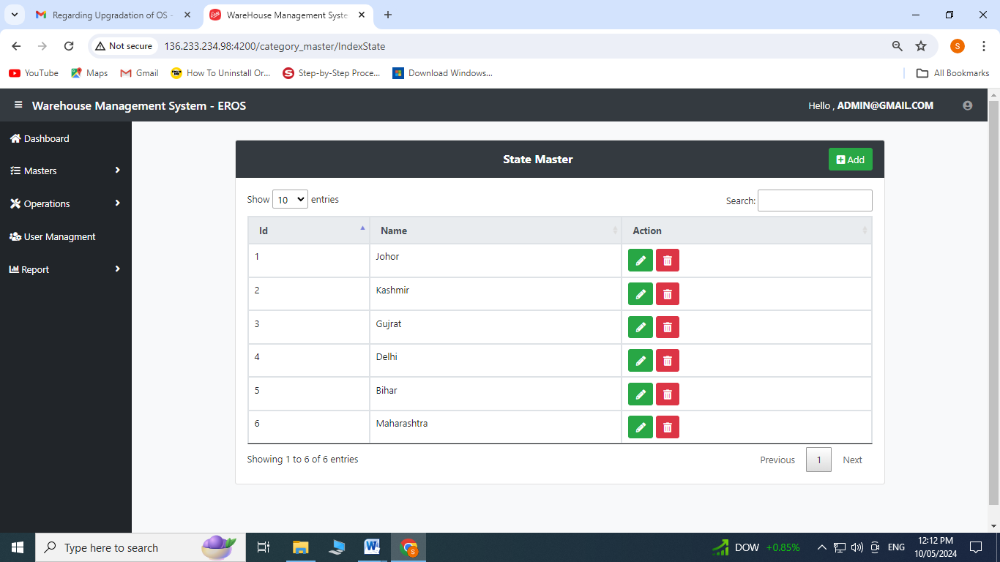 Regarding Upgradation of OS -
WareHouse Management Syste
Not secure
136.233.234.98:4200/category_master/IndexState
S
YouTube
Maps
Gmail
How To Uninstall Or...
Step-by-Step Proce...
Download Windows...
All Bookmarks
Warehouse Management System - EROS
Hello , ADMIN@GMAIL.COM
Dashboard
Masters
Operations
User Managment
Report
State Master
Add
Show 10 entries
Search:
Id Name Action
1 Johor
2 Kashmir
3 Gujrat
4 Delhi
5 Bihar
6 Maharashtra
Showing 1 to 6 of 6 entries
Previous 1 Next
Type here to search
DOW +0.85%
ENG
12:12 PM
10/05/2024